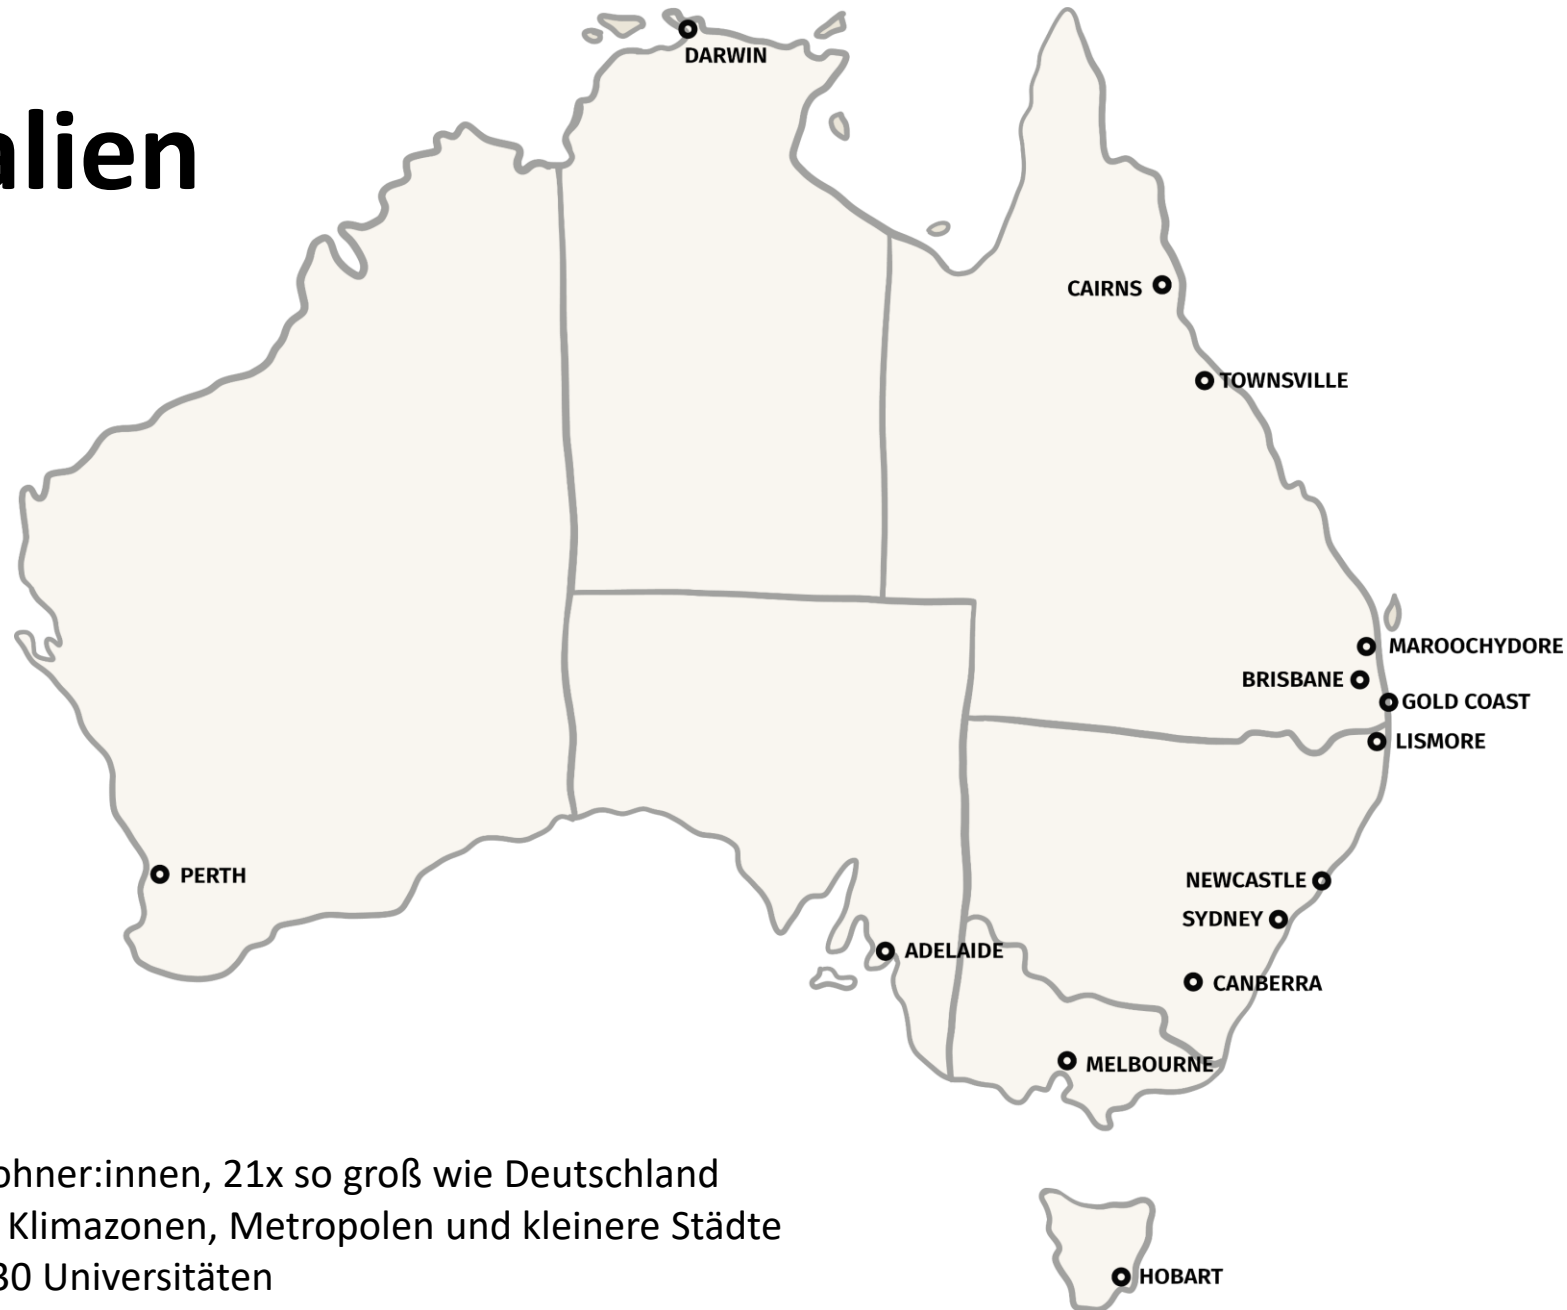 DARWIN
alien
CAIRNS
TOWNSVILLE
MAROOCHYDORE
BRISBANE
GOLD COAST
LISMORE
PERTH
NEWCASTLE
SYDNEY
ADELAIDE
CANBERRA
MELBOURNE
ohner:innen, 21x so groß wie Deutschland
Klimazonen, Metropolen und kleinere Städte
30 Universitäten
HOBART